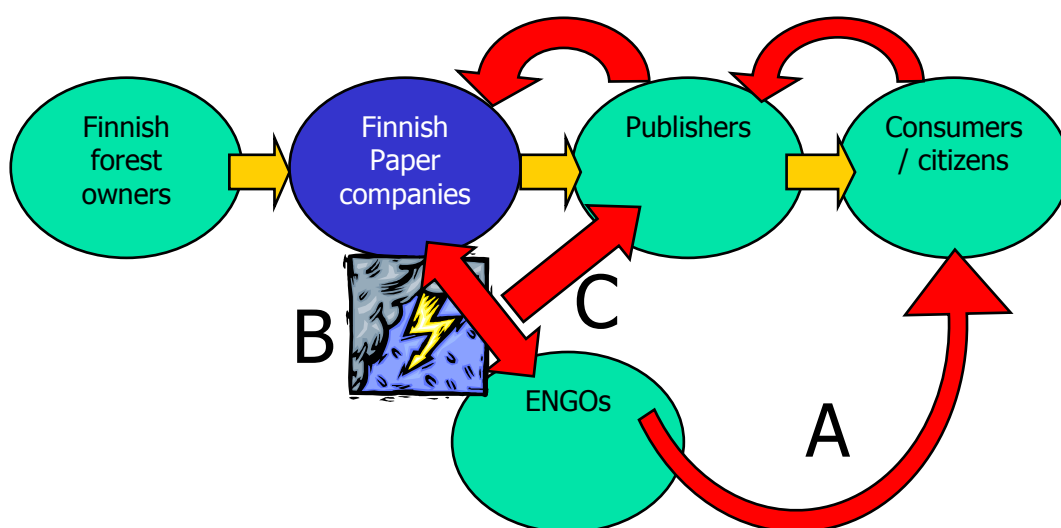 Finnish
forest
owners
Finnish
Paper
companies
Publishers
Consumers
/ citizens
B
C
ENGOs
A